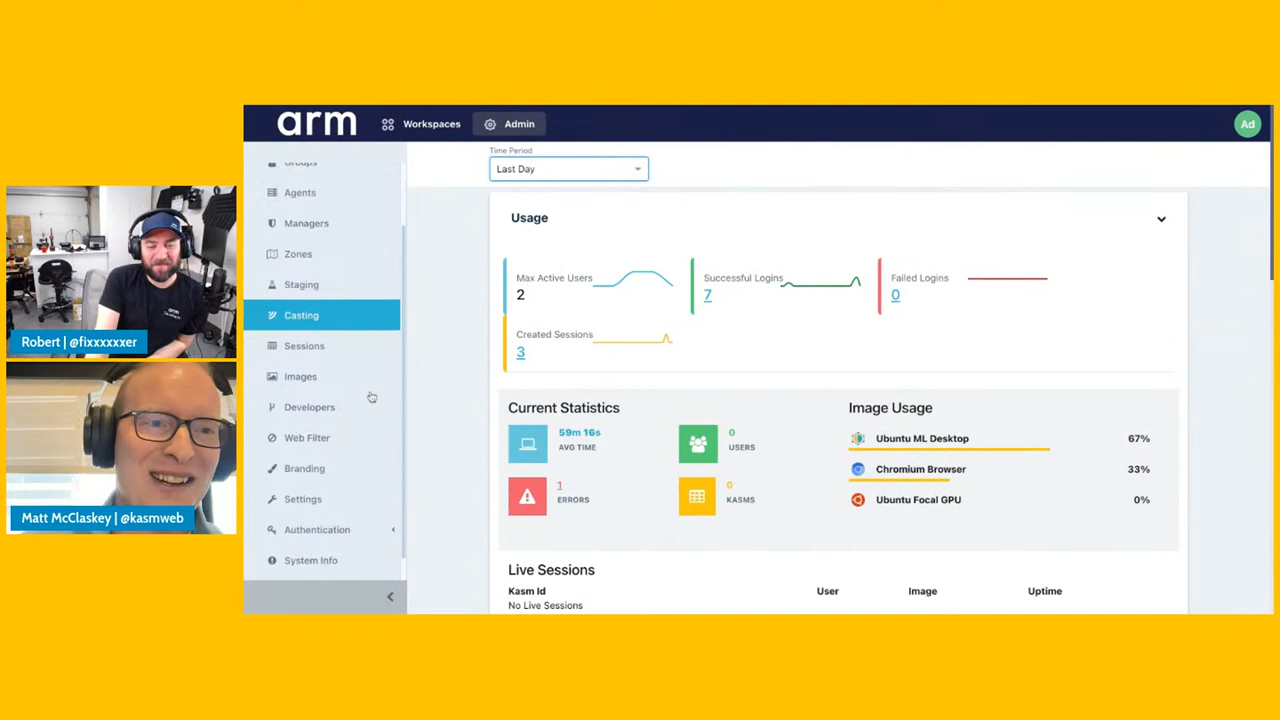 arm
Workspaces
Admin
Ad
Groups
Agents
Managers
Zones
Staging
Casting
Sessions
Images
Developers
Web Filter
Branding
Settings
Authentication
System Info
Time Period
Last Day
Usage
Max Active Users
2
Successful Logins
7
Failed Logins
0
Created Sessions
3
Current Statistics
59m 16s
AVG TIME
0
USERS
1
ERRORS
0
KASMS
Image Usage
Ubuntu ML Desktop 67%
Chromium Browser 33%
Ubuntu Focal GPU 0%
Live Sessions
Kasm Id User Image Uptime
No Live Sessions
arm
Developer
Robert | @fixxxxxxer
Matt McClaskey | @kasmweb